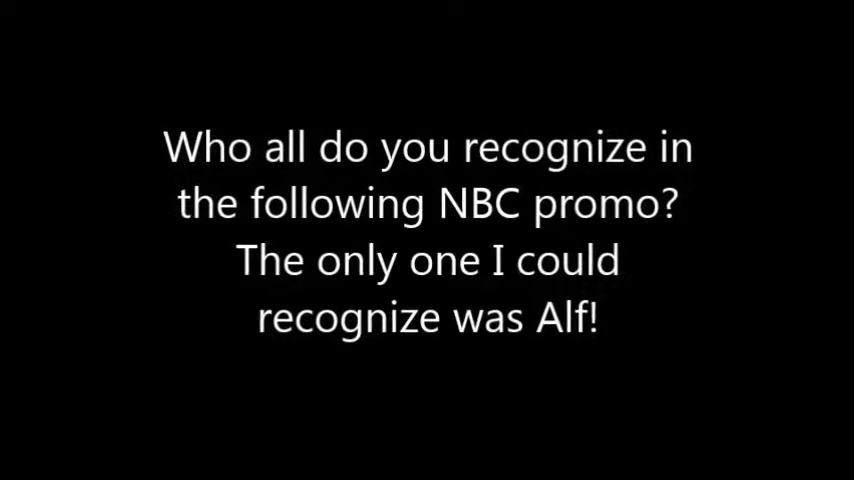 Who all do you recognize in
the following NBC promo?
The only one I could
recognize was Alf!